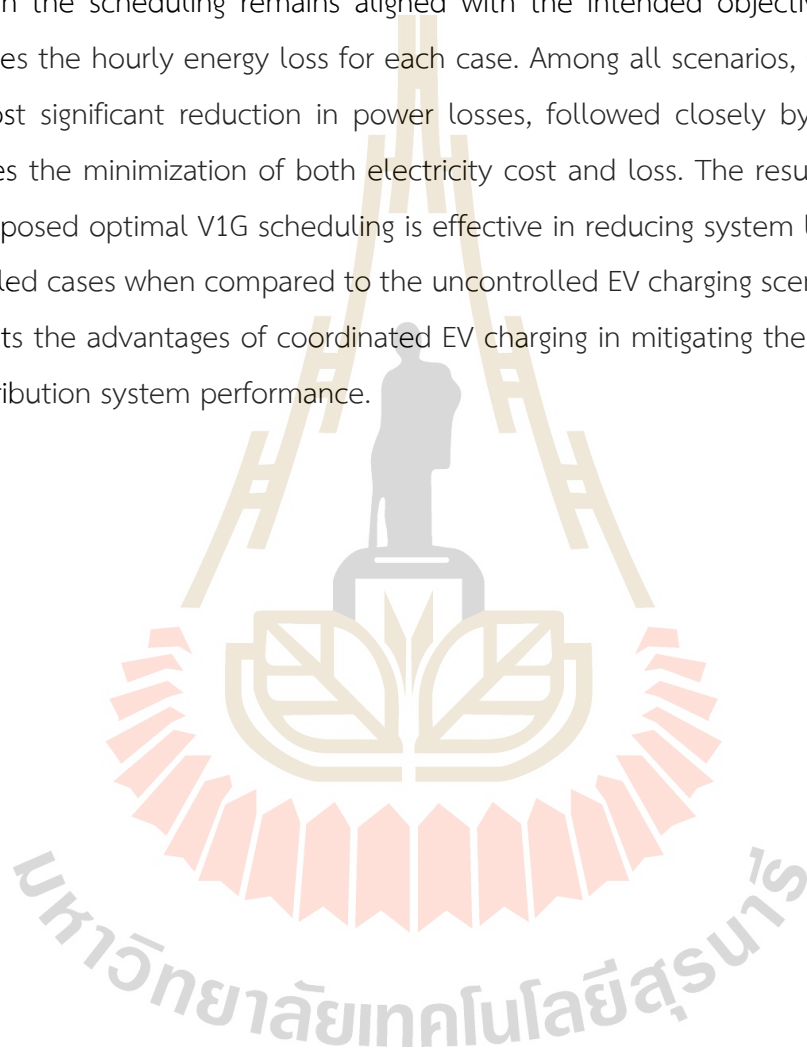 n the scheduling remains aligned with the intended objectiv
es the hourly energy loss for each case. Among all scenarios,
ost significant reduction in power losses, followed closely by
es the minimization of both electricity cost and loss. The resu
posed optimal V1G scheduling is effective in reducing system l
led cases when compared to the uncontrolled EV charging scer
ts the advantages of coordinated EV charging in mitigating the
ribution system performance.
มหาวิทยาลัยเทคโนโลยีสุรนารี